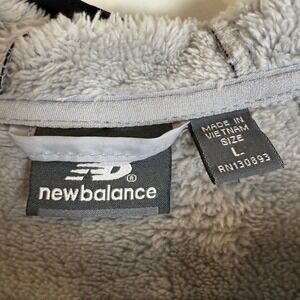 newbalance
MADE IN
VIETNAM
SIZE
L
RN130893